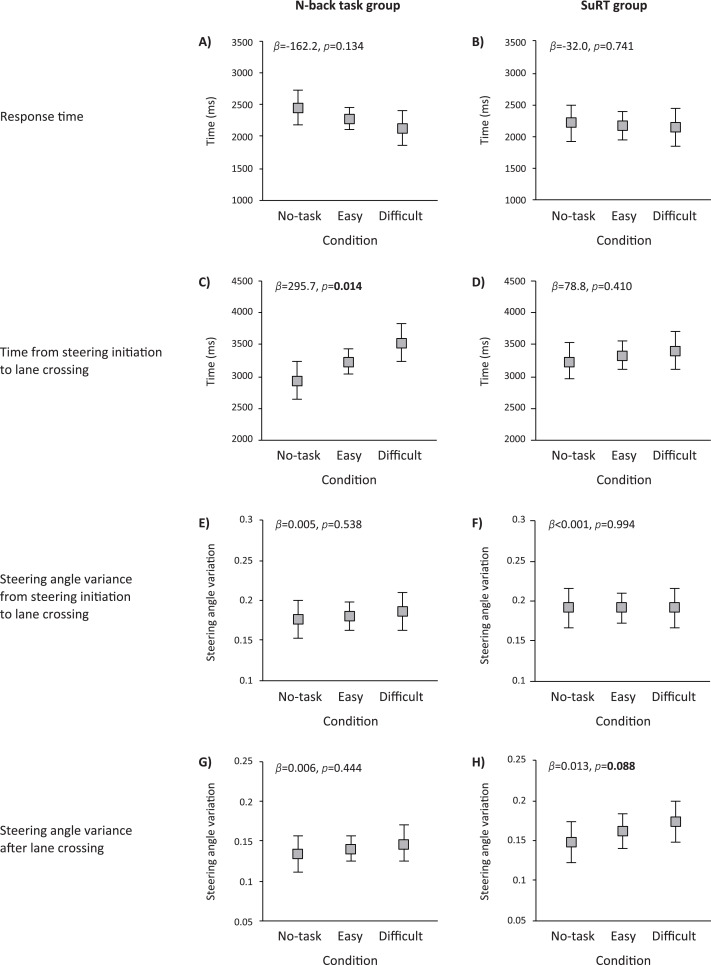 N-back task group
SuRT group
Response time
A)
β=-162.2, p=0.134
Time (ms)
3500
3000
2500
2000
1500
1000
No-task Easy Difficult
Condition
B)
β=-32.0, p=0.741
Time (ms)
3500
3000
2500
2000
1500
1000
No-task Easy Difficult
Condition
Time from steering initiation
to lane crossing
C)
β=295.7, p=0.014
Time (ms)
4500
4000
3500
3000
2500
2000
No-task Easy Difficult
Condition
D)
β=78.8, p=0.410
Time (ms)
4500
4000
3500
3000
2500
2000
No-task Easy Difficult
Condition
Steering angle variance
from steering initiation
to lane crossing
E)
β=0.005, p=0.538
Steering angle variation
0.3
0.25
0.2
0.15
0.1
No-task Easy Difficult
Condition
F)
β<0.001, p=0.994
Steering angle variation
0.3
0.25
0.2
0.15
0.1
No-task Easy Difficult
Condition
Steering angle variance
after lane crossing
G)
β=0.006, p=0.444
Steering angle variation
0.25
0.2
0.15
0.1
0.05
No-task Easy Difficult
Condition
H)
β=0.013, p=0.088
Steering angle variation
0.25
0.2
0.15
0.1
0.05
No-task Easy Difficult
Condition